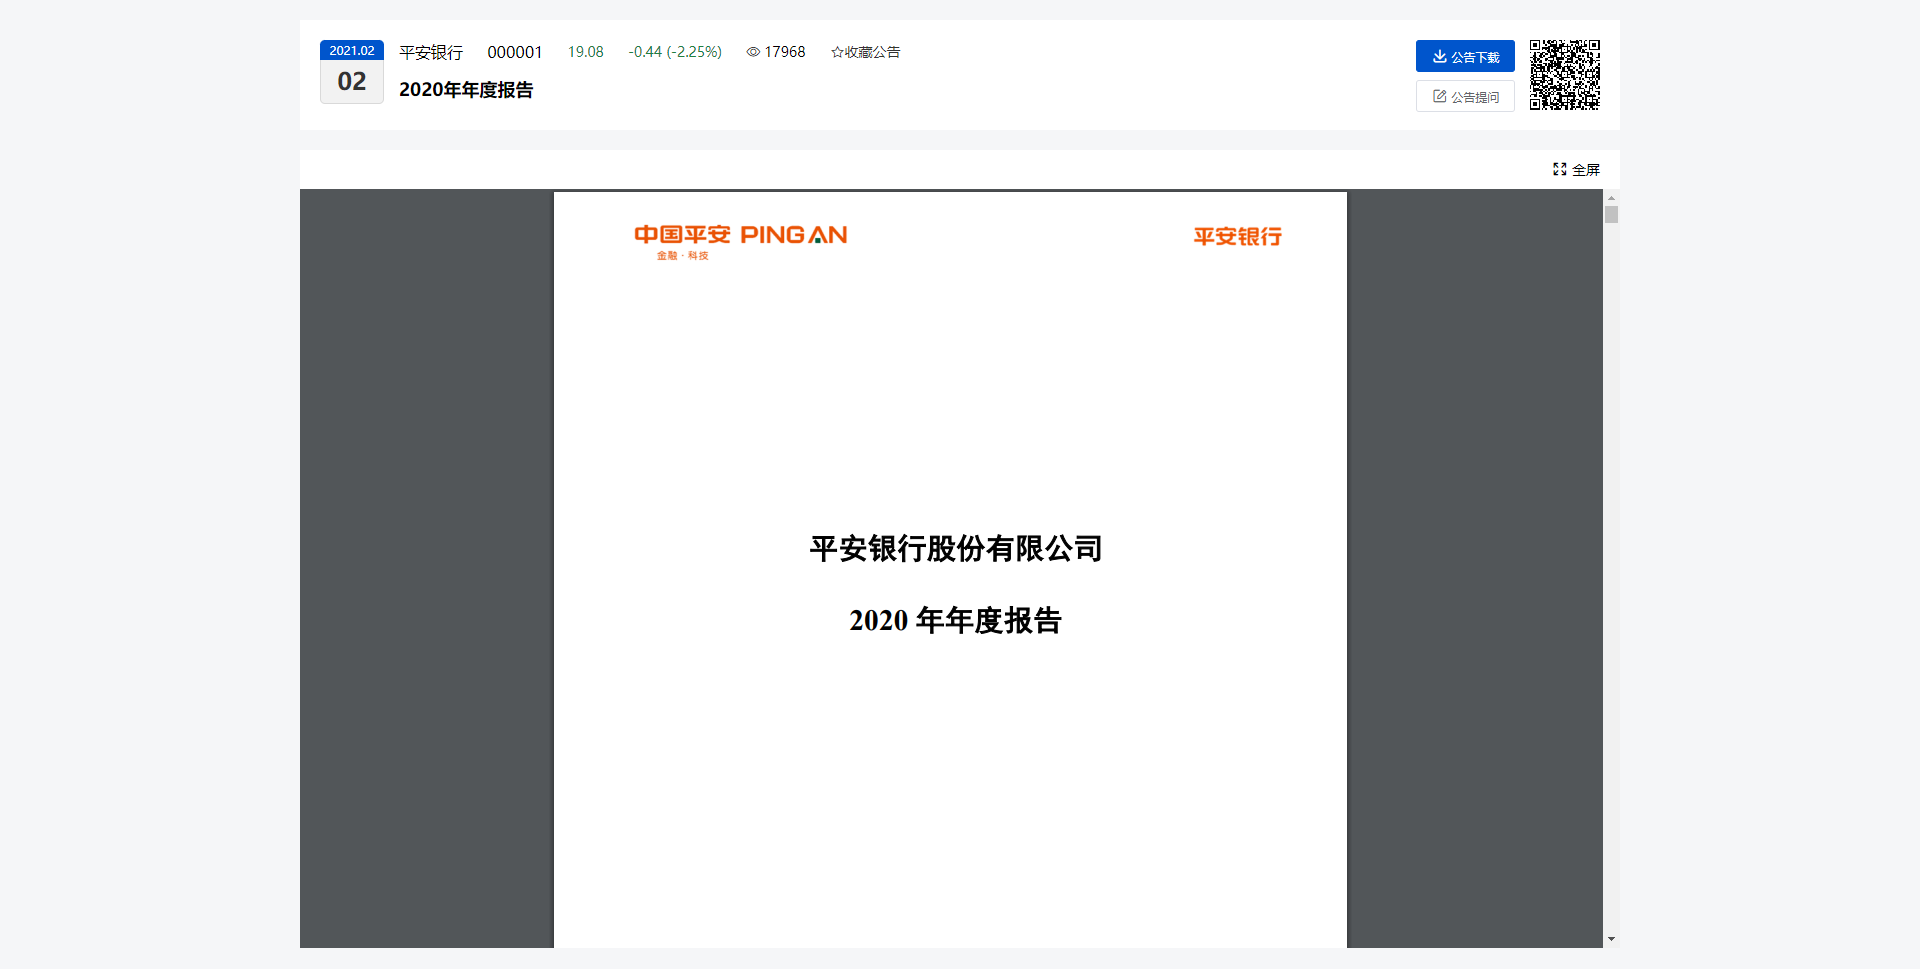 2021.02
02
平安银行 000001 19.08 -0.44 (-2.25%) 17968 ☆收藏公告
2020年年度报告
公告下载
公告提问
全屏
中国平安 PING AN
金融·科技
平安银行
平安银行股份有限公司
2020 年年度报告